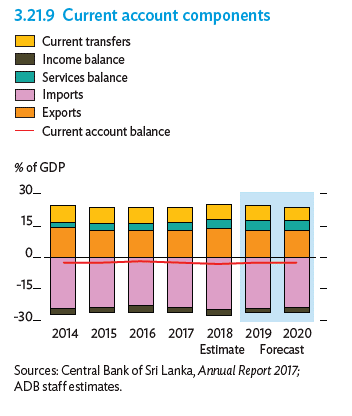 3.21.9 Current account components
Current transfers
Income balance
Services balance
Imports
Exports
Current account balance
% of GDP
30
15
0
-15
-30
2014 2015 2016 2017 2018 2019 2020
Estimate Forecast
Sources: Central Bank of Sri Lanka, Annual Report 2017;
ADB staff estimates.